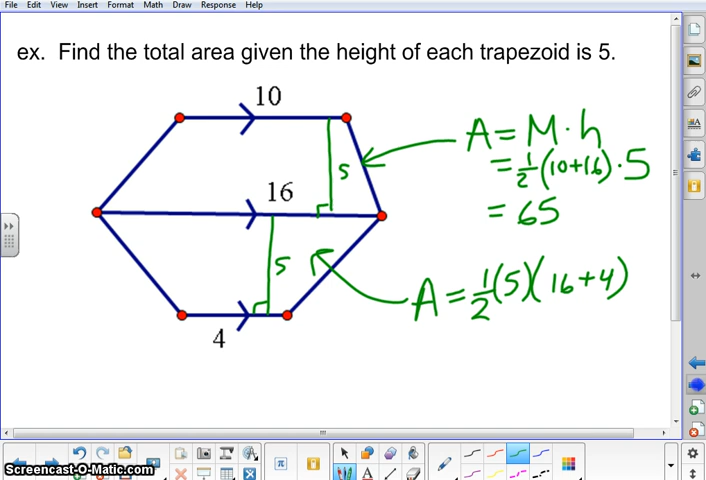 File Edit View Insert Format Math Draw Response Help
ex. Find the total area given the height of each trapezoid is 5.
10
A = M · h
= 1/2 (10+16) · 5
5
16
= 65
5
A = 1/2 (5)(16+4)
4
Screencast-O-Matic.com